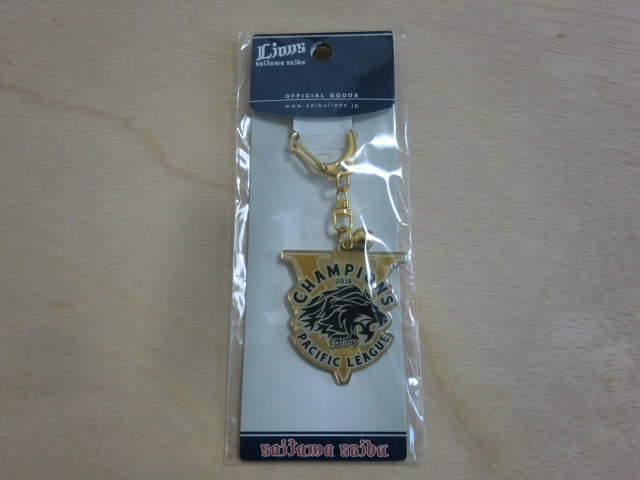 Lions
saitama seibu
OFFICIAL GOODS
www.seibulions.jp
V
CHAMPIONS
2018
Lions
PACIFIC LEAGUE
saitama seibu